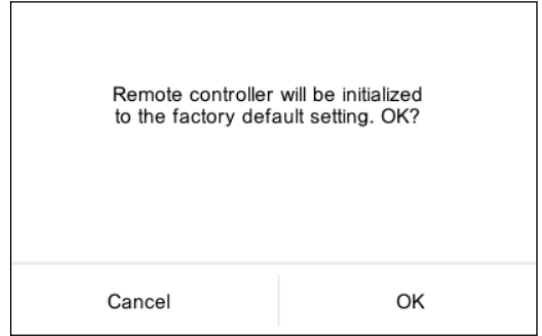 Remote controller will be initialized
to the factory default setting. OK?
Cancel
OK